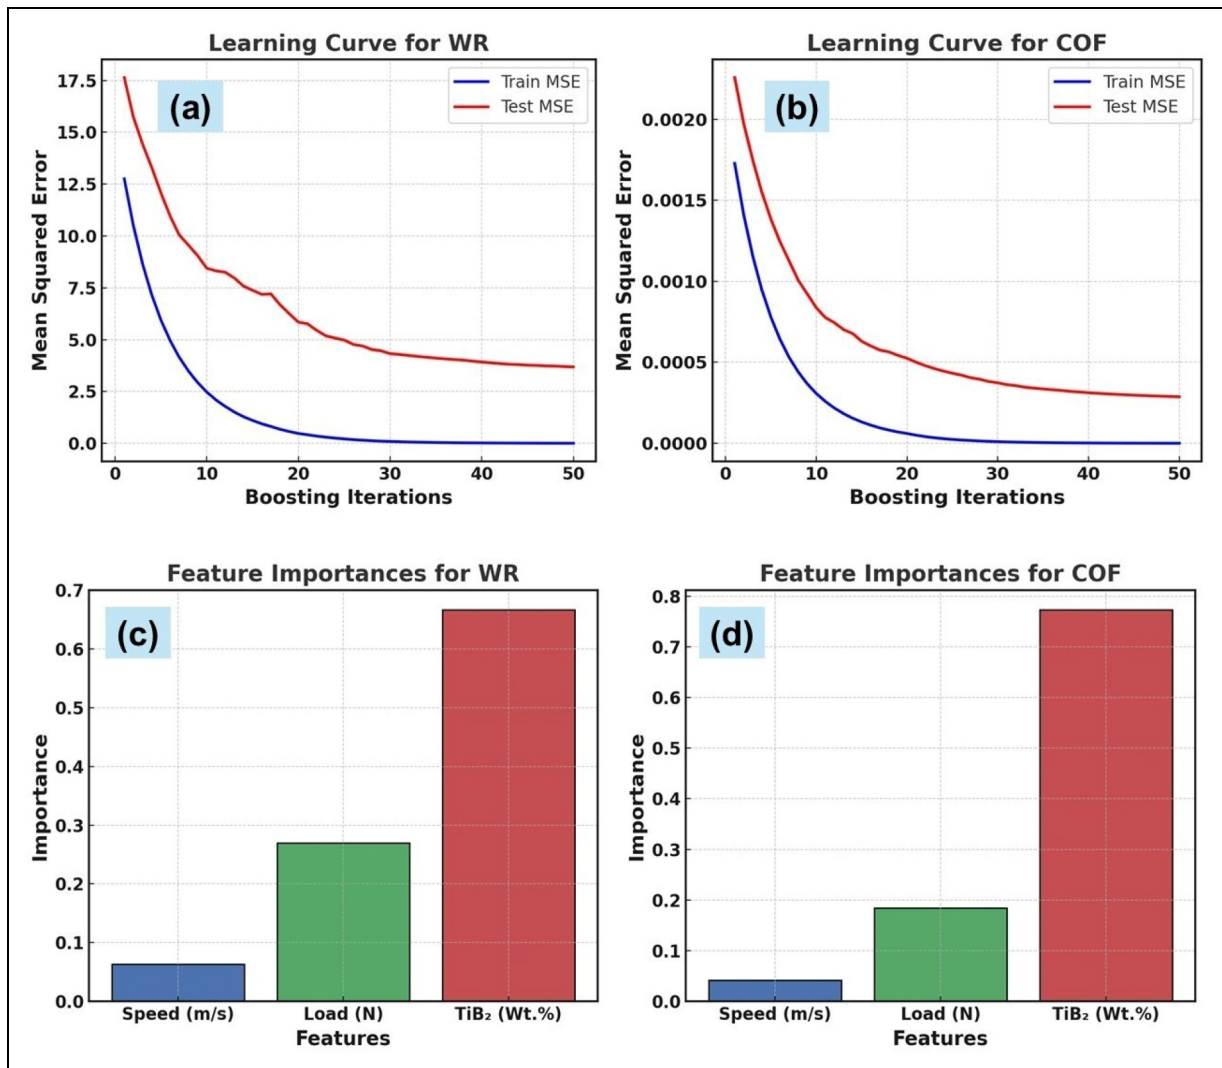 Learning Curve for WR
(a)
Train MSE
Test MSE
17.5
15.0
12.5
10.0
7.5
5.0
2.5
0.0
Mean Squared Error
0 10 20 30 40 50
Boosting Iterations
Learning Curve for COF
(b)
Train MSE
Test MSE
0.0020
0.0015
0.0010
0.0005
0.0000
Mean Squared Error
0 10 20 30 40 50
Boosting Iterations
Feature Importances for WR
(c)
0.7
0.6
0.5
0.4
0.3
0.2
0.1
0.0
Importance
Speed (m/s) Load (N) TiB₂ (Wt.%)
Features
Feature Importances for COF
(d)
0.8
0.7
0.6
0.5
0.4
0.3
0.2
0.1
0.0
Importance
Speed (m/s) Load (N) TiB₂ (Wt.%)
Features